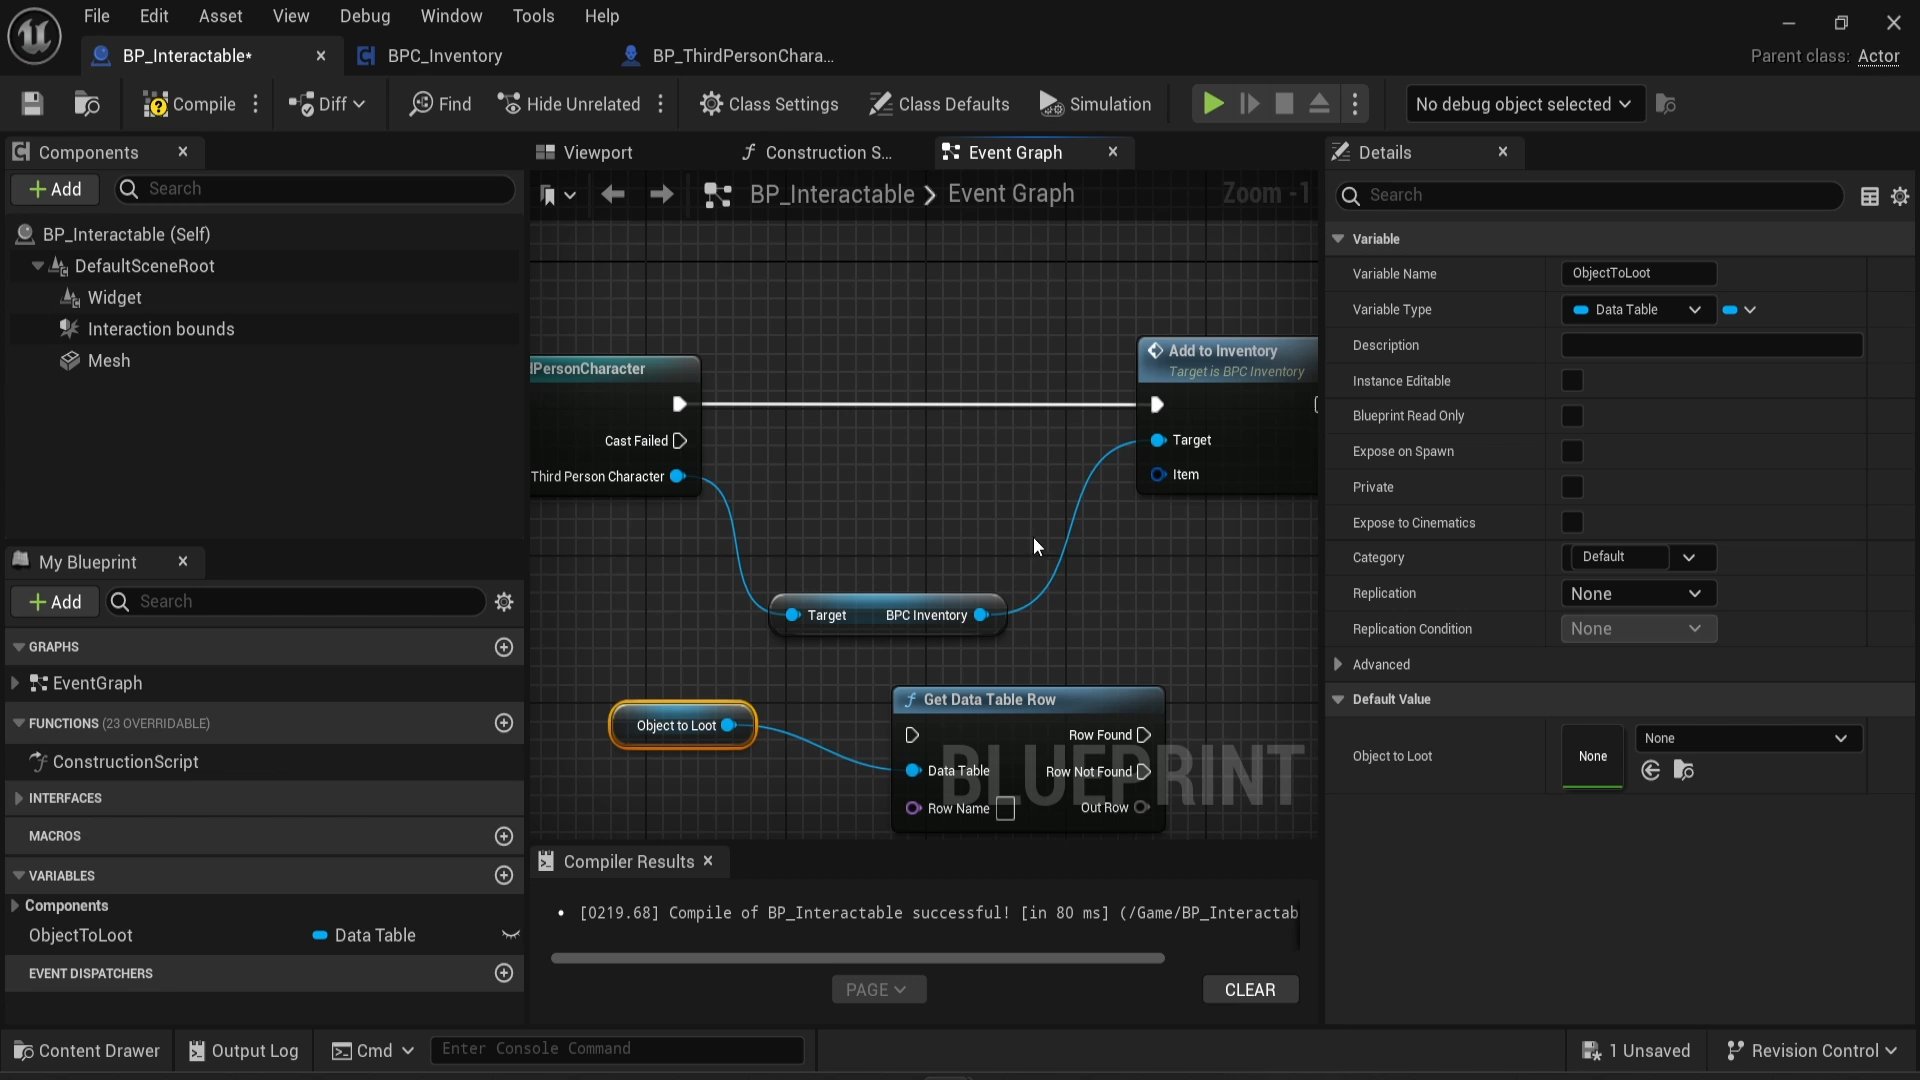 File Edit Asset View Debug Window Tools Help
BP_Interactable*
BPC_Inventory
BP_ThirdPersonChara...
Parent class: Actor
Compile
Diff
Find
Hide Unrelated
Class Settings
Class Defaults
Simulation
No debug object selected
Components
Add
Search
BP_Interactable (Self)
DefaultSceneRoot
Widget
Interaction bounds
Mesh
My Blueprint
Add
Search
GRAPHS
EventGraph
FUNCTIONS (23 OVERRIDABLE)
ConstructionScript
INTERFACES
MACROS
VARIABLES
Components
ObjectToLoot
Data Table
EVENT DISPATCHERS
Viewport
Construction S...
Event Graph
BP_Interactable > Event Graph
Zoom -1
dPersonCharacter
Cast Failed
Third Person Character
Add to Inventory
Target is BPC Inventory
Target
Item
Target BPC Inventory
Object to Loot
Get Data Table Row
Row Found
Data Table
Row Not Found
Row Name
Out Row
BLUEPRINT
Compiler Results
• [0219.68] Compile of BP_Interactable successful! [in 80 ms] (/Game/BP_Interactab
PAGE
CLEAR
Details
Search
Variable
Variable Name
ObjectToLoot
Variable Type
Data Table
Description
Instance Editable
Blueprint Read Only
Expose on Spawn
Private
Expose to Cinematics
Category
Default
Replication
None
Replication Condition
None
Advanced
Default Value
Object to Loot
None
None
Content Drawer
Output Log
Cmd
Enter Console Command
1 Unsaved
Revision Control